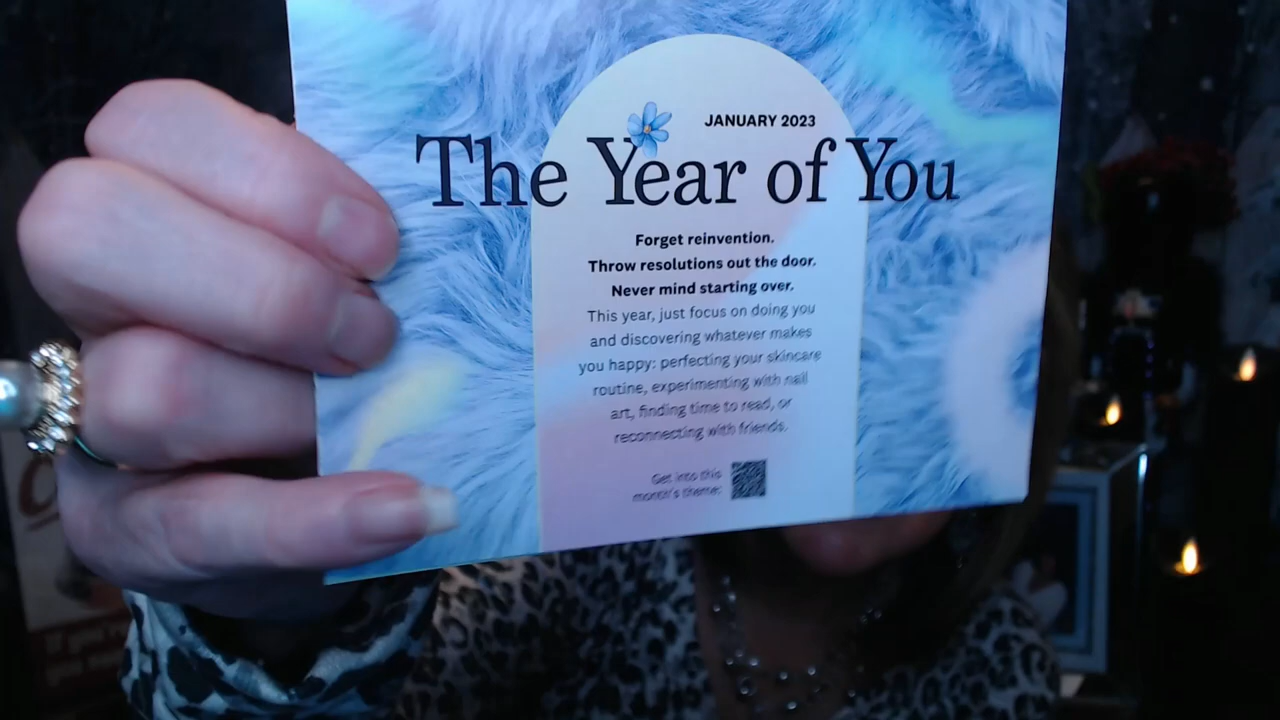 JANUARY 2023
The Year of You
Forget reinvention.
Throw resolutions out the door.
Never mind starting over.
This year, just focus on doing you
and discovering whatever makes
you happy: perfecting your skincare
routine, experimenting with nail
art, finding time to read, or
reconnecting with friends.
Get into this
month's theme: